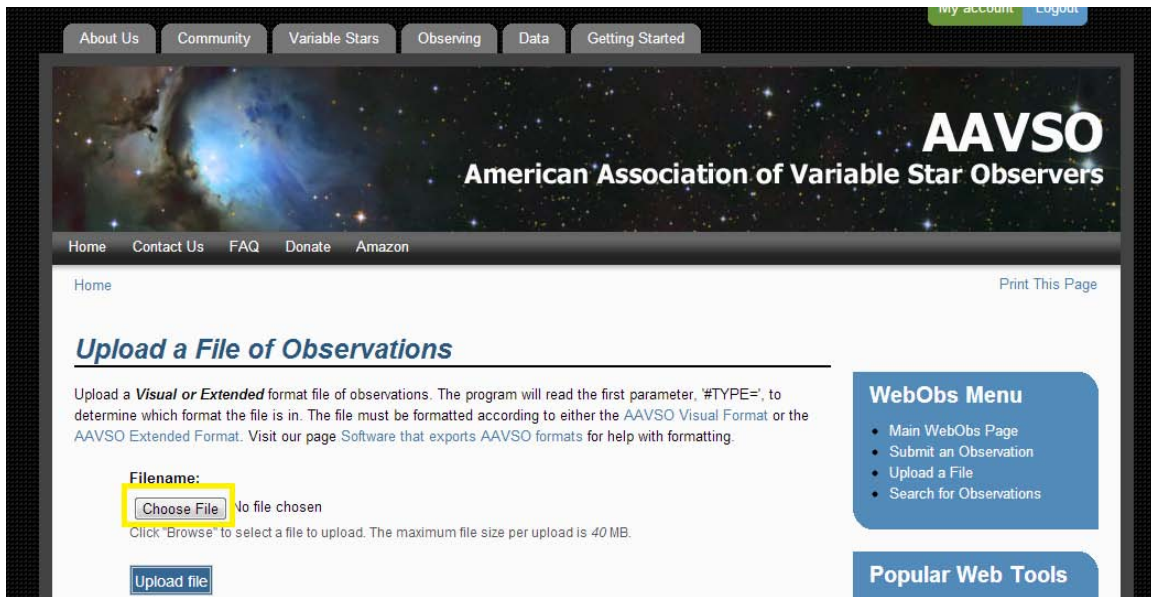 My account Logout
About Us Community Variable Stars Observing Data Getting Started
AAVSO
American Association of Variable Star Observers
Home Contact Us FAQ Donate Amazon
Home Print This Page
Upload a File of Observations
Upload a Visual or Extended format file of observations. The program will read the first parameter, '#TYPE=', to
determine which format the file is in. The file must be formatted according to either the AAVSO Visual Format or the
AAVSO Extended Format. Visit our page Software that exports AAVSO formats for help with formatting.
Filename:
Choose File No file chosen
Click "Browse" to select a file to upload. The maximum file size per upload is 40 MB.
Upload file
WebObs Menu
Main WebObs Page
Submit an Observation
Upload a File
Search for Observations
Popular Web Tools